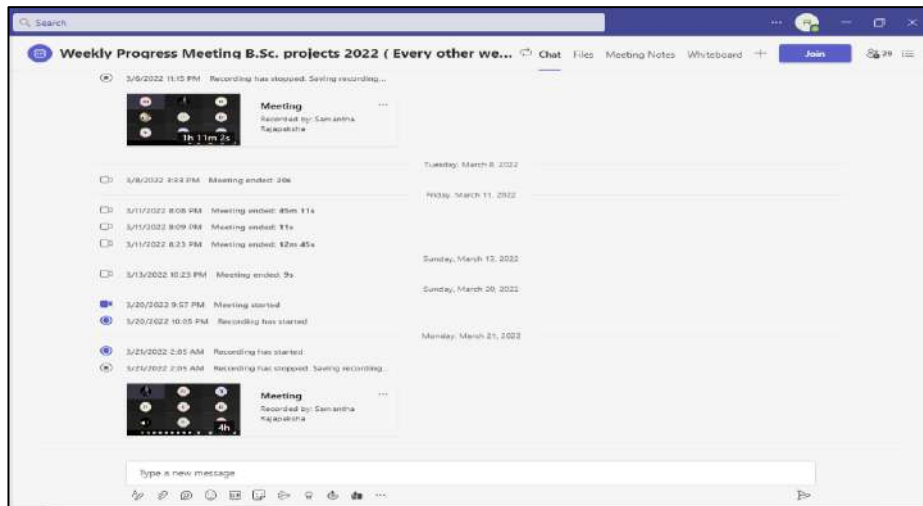 Search
Weekly Progress Meeting B.Sc. projects 2022 ( Every other we... Chat Files Meeting Notes Whiteboard Join 29
3/6/2022 11:15 PM Recording has stopped. Saving recording...
Meeting
Recorded by: Samantha
Rajapaksha
1h 11m 2s
Tuesday, March 8, 2022
3/8/2022 3:33 PM Meeting ended: 20s
Friday, March 11, 2022
3/11/2022 8:08 PM Meeting ended: 45m 11s
3/11/2022 8:09 PM Meeting ended: 11s
3/11/2022 8:23 PM Meeting ended: 12m 45s
Sunday, March 13, 2022
3/13/2022 10:23 PM Meeting ended: 9s
Sunday, March 20, 2022
3/20/2022 9:57 PM Meeting started
3/20/2022 10:05 PM Recording has started
Monday, March 21, 2022
3/21/2022 2:05 AM Recording has started
3/21/2022 2:05 AM Recording has stopped. Saving recording...
Meeting
Recorded by: Samantha
Rajapaksha
4h
Type a new message